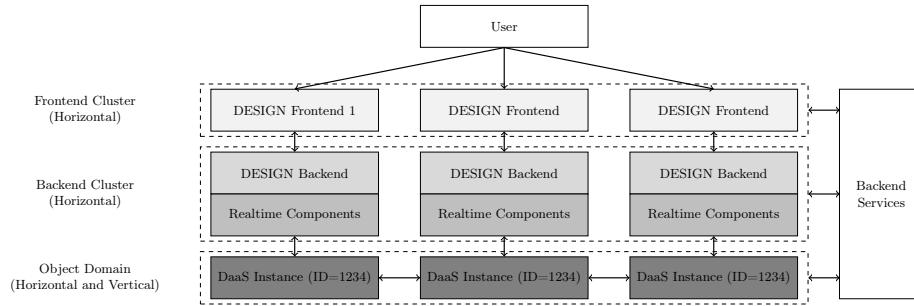 User
Frontend Cluster
(Horizontal)
DESIGN Frontend 1
DESIGN Frontend
DESIGN Frontend
Backend Cluster
(Horizontal)
DESIGN Backend
DESIGN Backend
DESIGN Backend
Realtime Components
Realtime Components
Realtime Components
Backend
Services
Object Domain
(Horizontal and Vertical)
DaaS Instance (ID=1234)
DaaS Instance (ID=1234)
DaaS Instance (ID=1234)